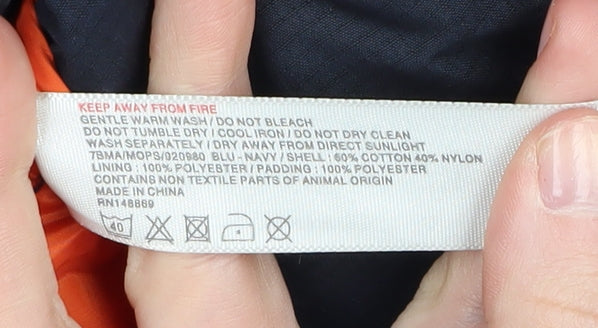 KEEP AWAY FROM FIRE
GENTLE WARM WASH / DO NOT BLEACH
DO NOT TUMBLE DRY / COOL IRON / DO NOT DRY CLEAN
WASH SEPARATELY / DRY AWAY FROM DIRECT SUNLIGHT
7BMA/MOPS/020980 BLU - NAVY / SHELL : 60% COTTON 40% NYLON
LINING : 100% POLYESTER / PADDING : 100% POLYESTER
CONTAINS NON TEXTILE PARTS OF ANIMAL ORIGIN
MADE IN CHINA
RN148869
40